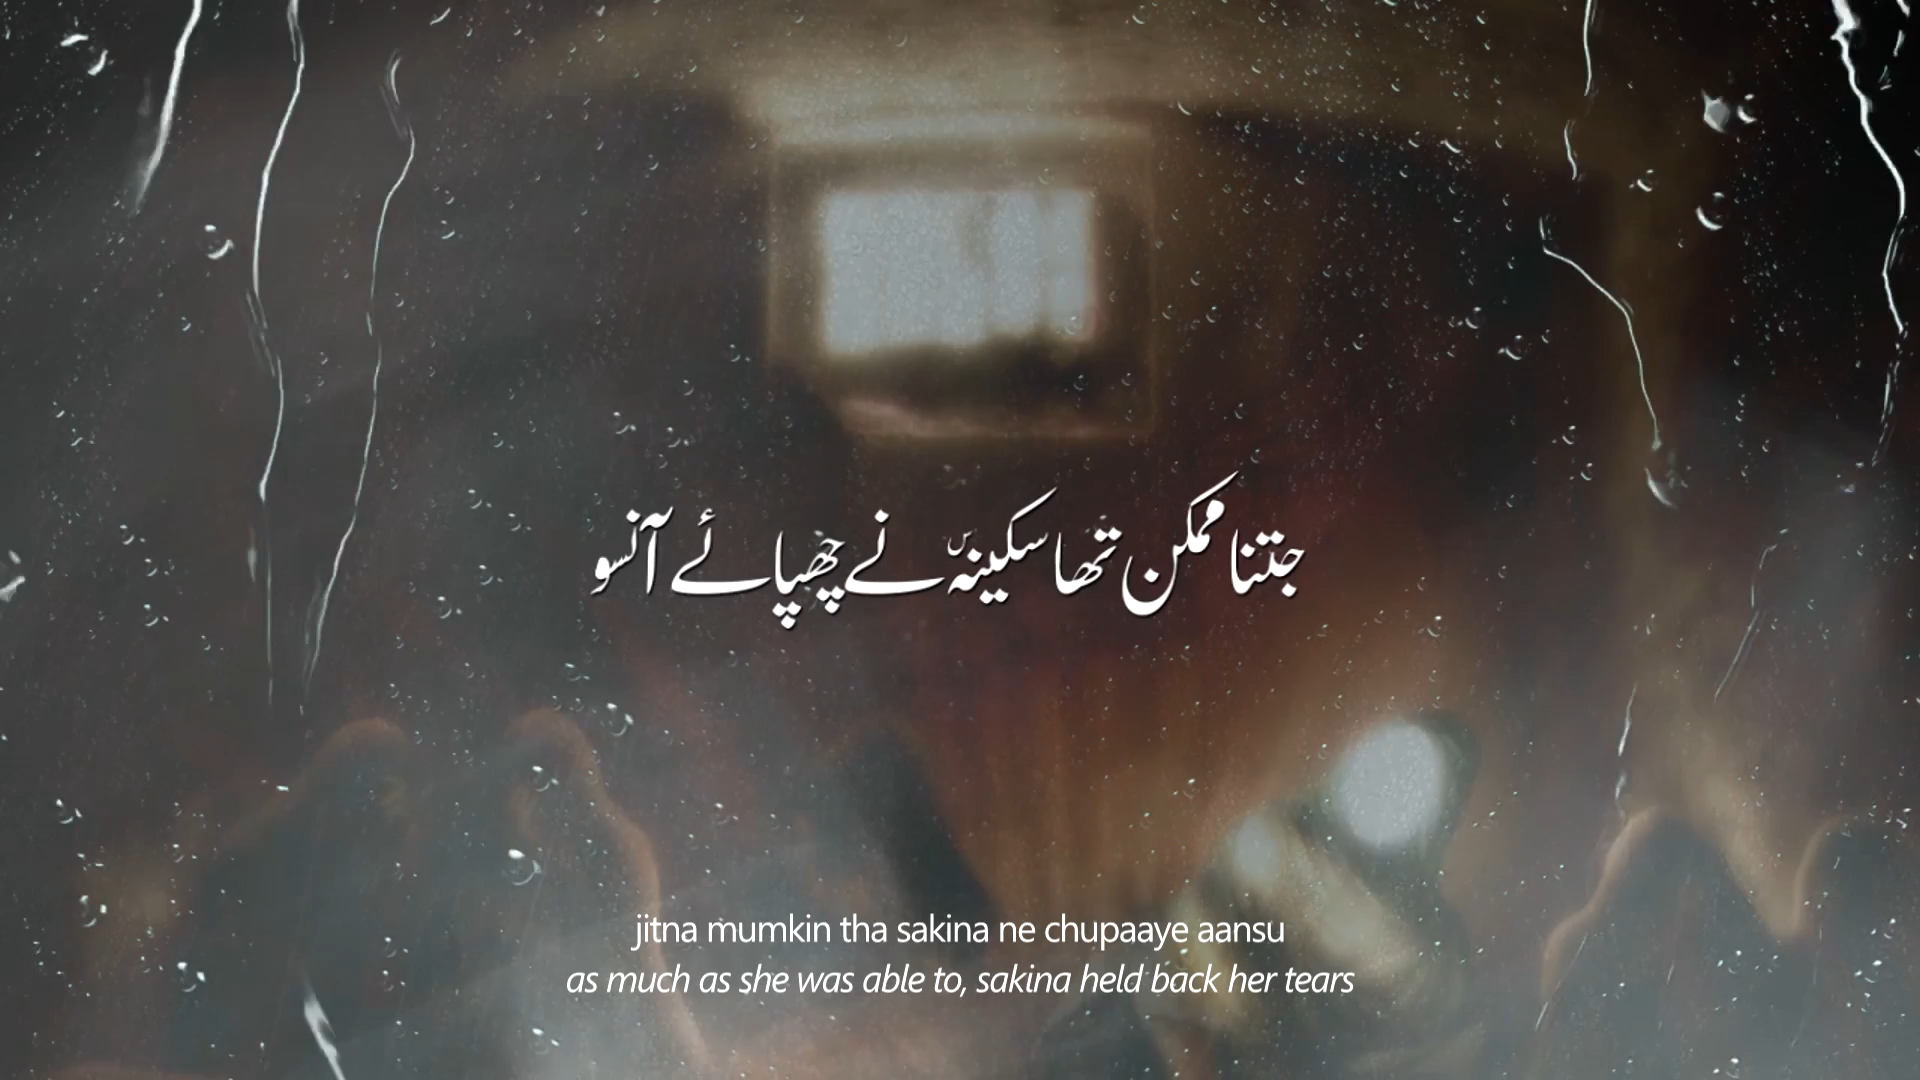 جتنا ممکن تھا سکینہؑ نے چھپائے آنسو
jitna mumkin tha sakina ne chupaaye aansu
as much as she was able to, sakina held back her tears